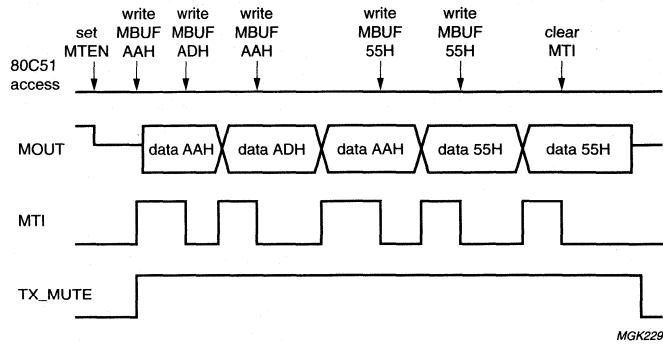 write write write write write
set MBUF MBUF MBUF MBUF MBUF clear
MTEN AAH ADH AAH 55H 55H MTI
80C51
access
MOUT data AAH data ADH data AAH data 55H data 55H
MTI
TX_MUTE
MGK229